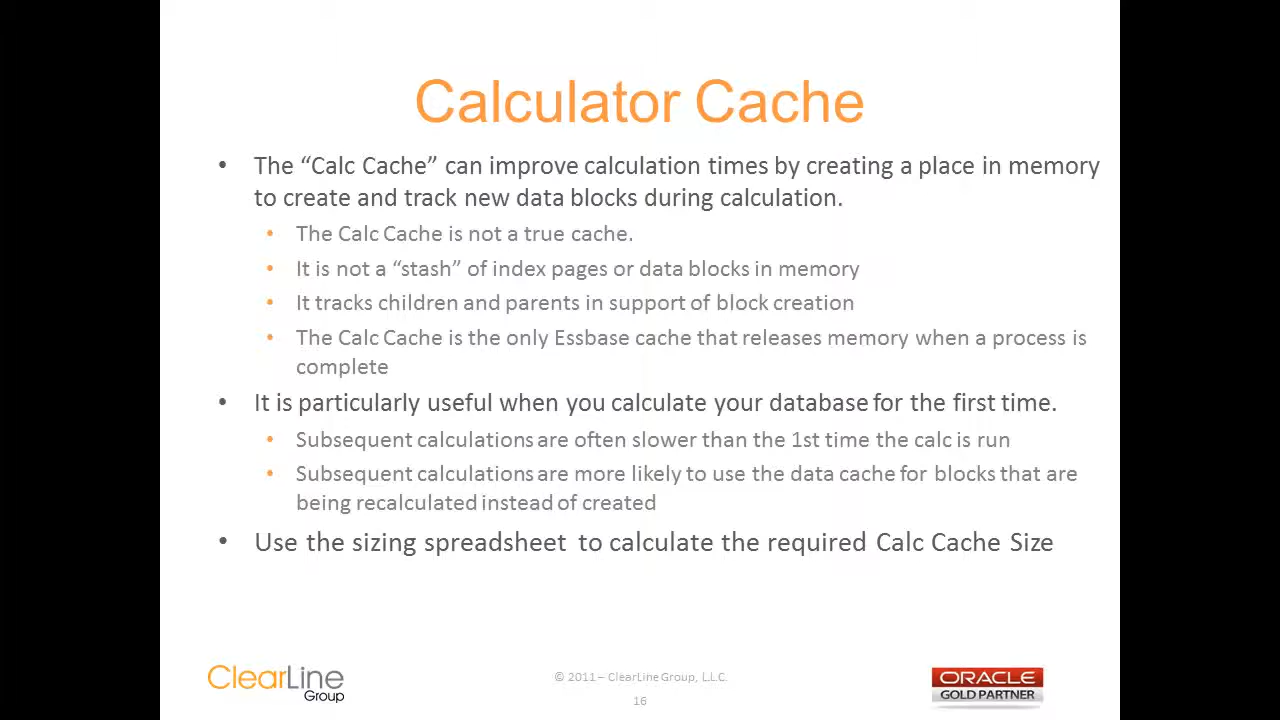 Calculator Cache
• The “Calc Cache” can improve calculation times by creating a place in memory
to create and track new data blocks during calculation.
• The Calc Cache is not a true cache.
• It is not a “stash” of index pages or data blocks in memory
• It tracks children and parents in support of block creation
• The Calc Cache is the only Essbase cache that releases memory when a process is
complete
• It is particularly useful when you calculate your database for the first time.
• Subsequent calculations are often slower than the 1st time the calc is run
• Subsequent calculations are more likely to use the data cache for blocks that are
being recalculated instead of created
• Use the sizing spreadsheet to calculate the required Calc Cache Size
ClearLine
Group
© 2011 – ClearLine Group, L.L.C.
16
ORACLE
GOLD PARTNER